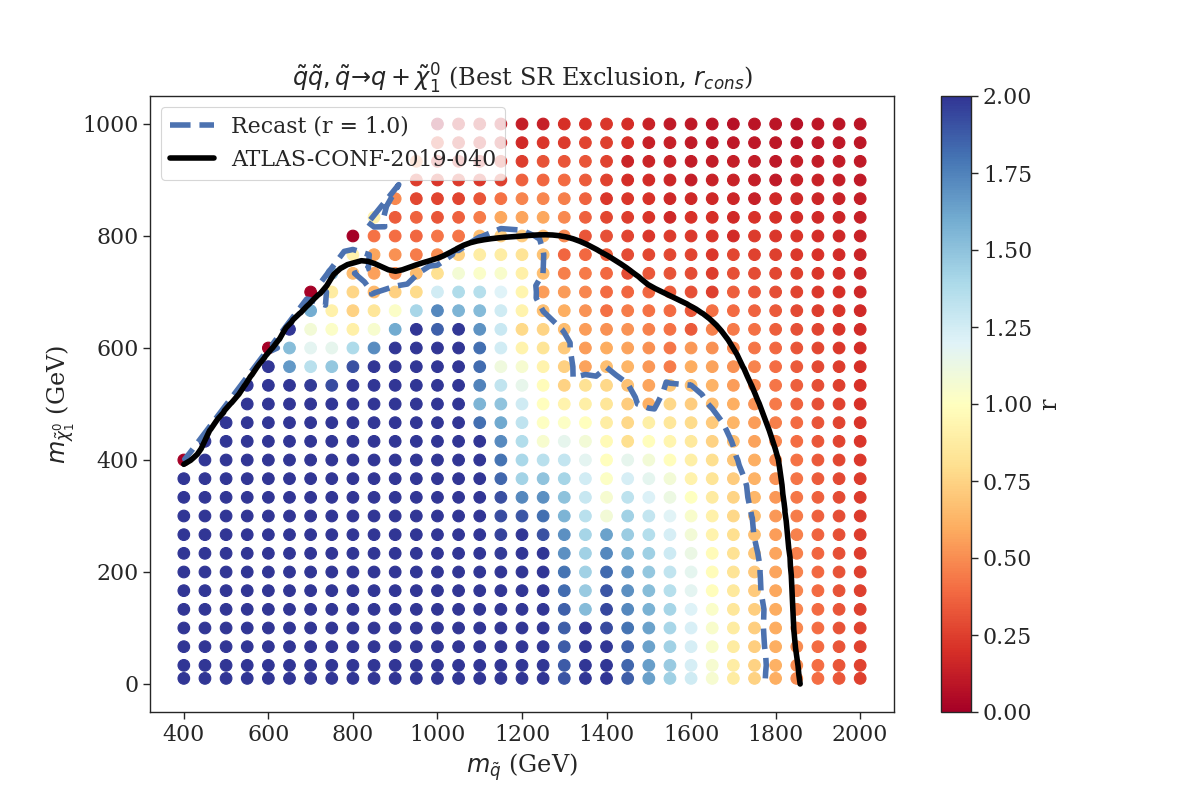 q̃q̃, q̃→q + χ̃₁⁰ (Best SR Exclusion, r_cons)
Recast (r = 1.0)
ATLAS-CONF-2019-040
1000
800
600
400
200
0
m_χ̃₁⁰ (GeV)
400 600 800 1000 1200 1400 1600 1800 2000
m_q̃ (GeV)
2.00
1.75
1.50
1.25
1.00
0.75
0.50
0.25
0.00
r